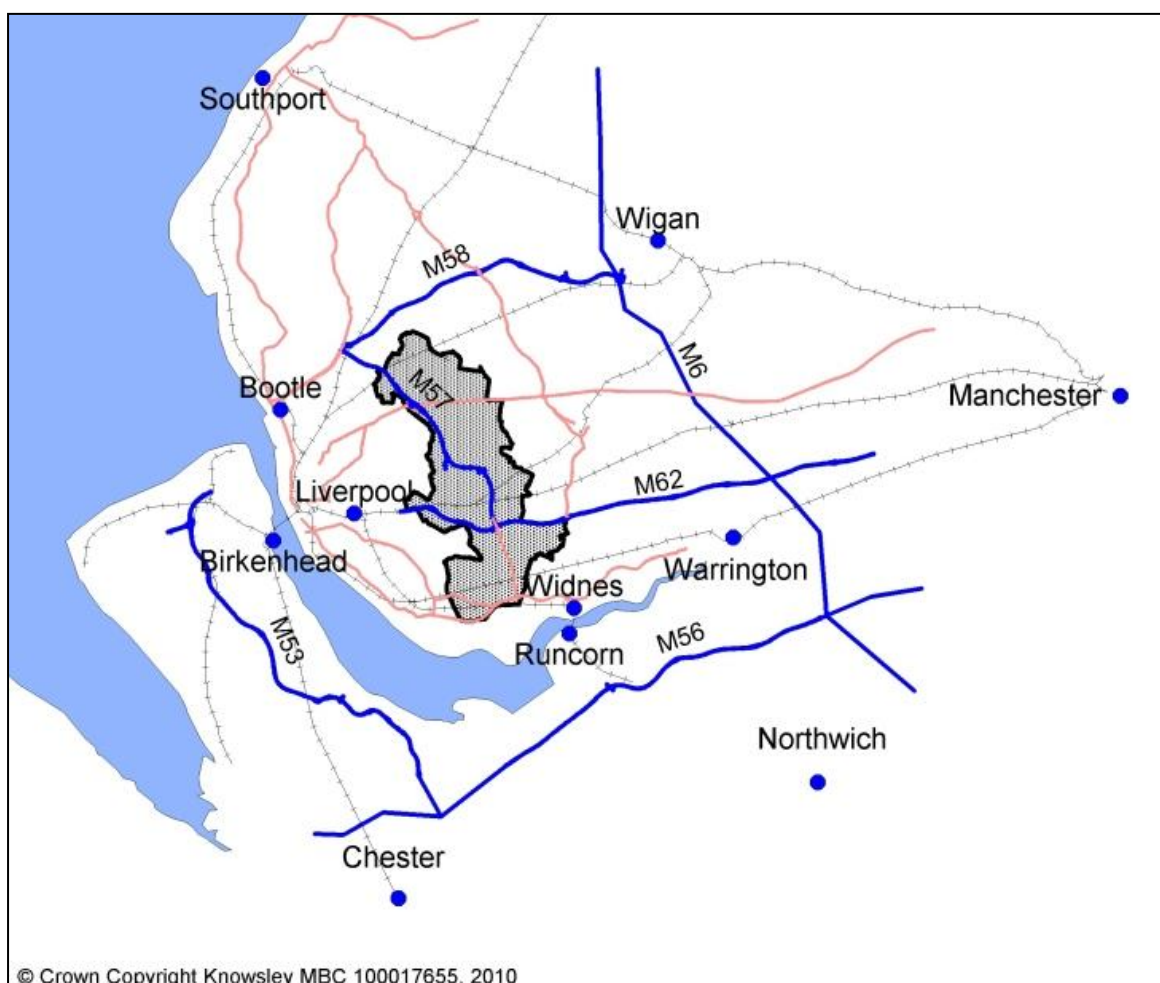 Southport
Wigan
M58
M6
M57
Bootle
Manchester
M62
Liverpool
Birkenhead
Warrington
Widnes
M53
Runcorn
M56
Northwich
Chester
© Crown Copyright Knowsley MBC 100017655, 2010